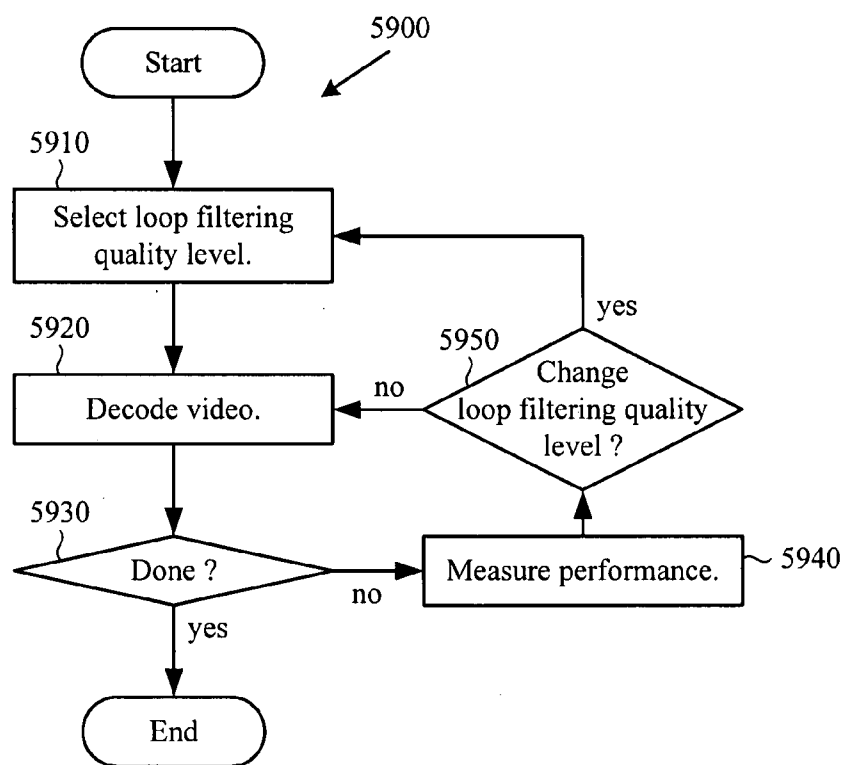 5900
Start
5910
Select loop filtering
quality level.
yes
5920
5950
Change
loop filtering quality
level ?
no
Decode video.
5930
Done ?
no
Measure performance.
5940
yes
End